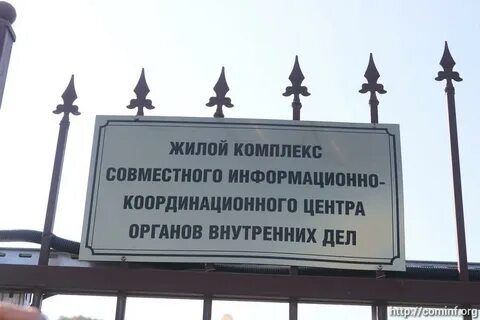 ЖИЛОЙ КОМПЛЕКС
СОВМЕСТНОГО ИНФОРМАЦИОННО-
КООРДИНАЦИОННОГО ЦЕНТРА
ОРГАНОВ ВНУТРЕННИХ ДЕЛ
http://cominf.org